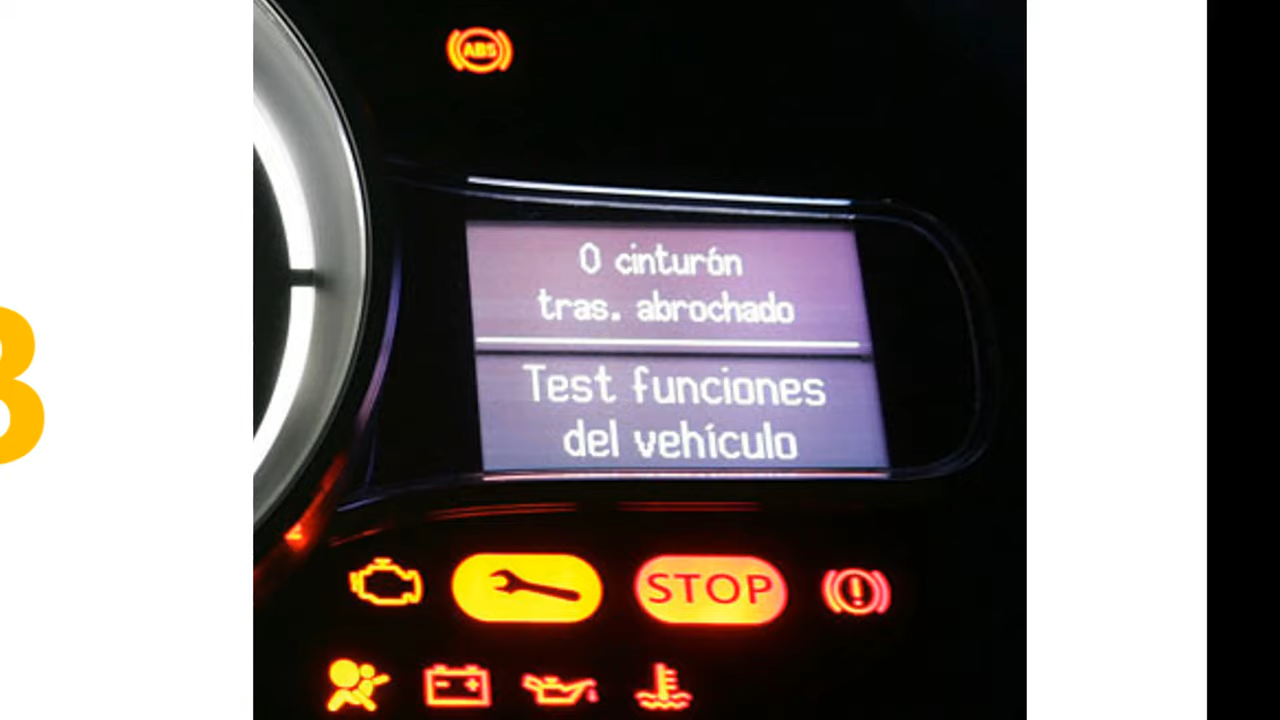 ABS
0 cinturón
tras. abrochado
Test funciones
del vehículo
STOP